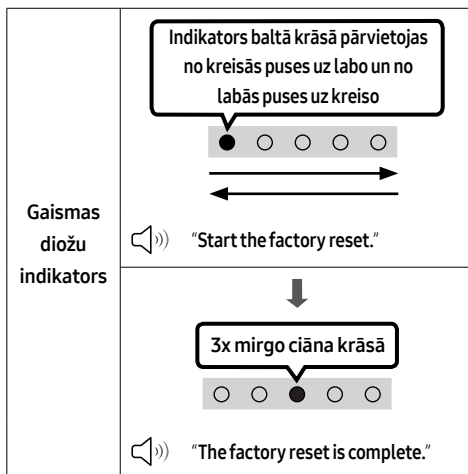 Gaismas
diožu
indikators
Indikators baltā krāsā pārvietojas
no kreisās puses uz labo un no
labās puses uz kreiso
“Start the factory reset.”
3x mirgo ciāna krāsā
“The factory reset is complete.”